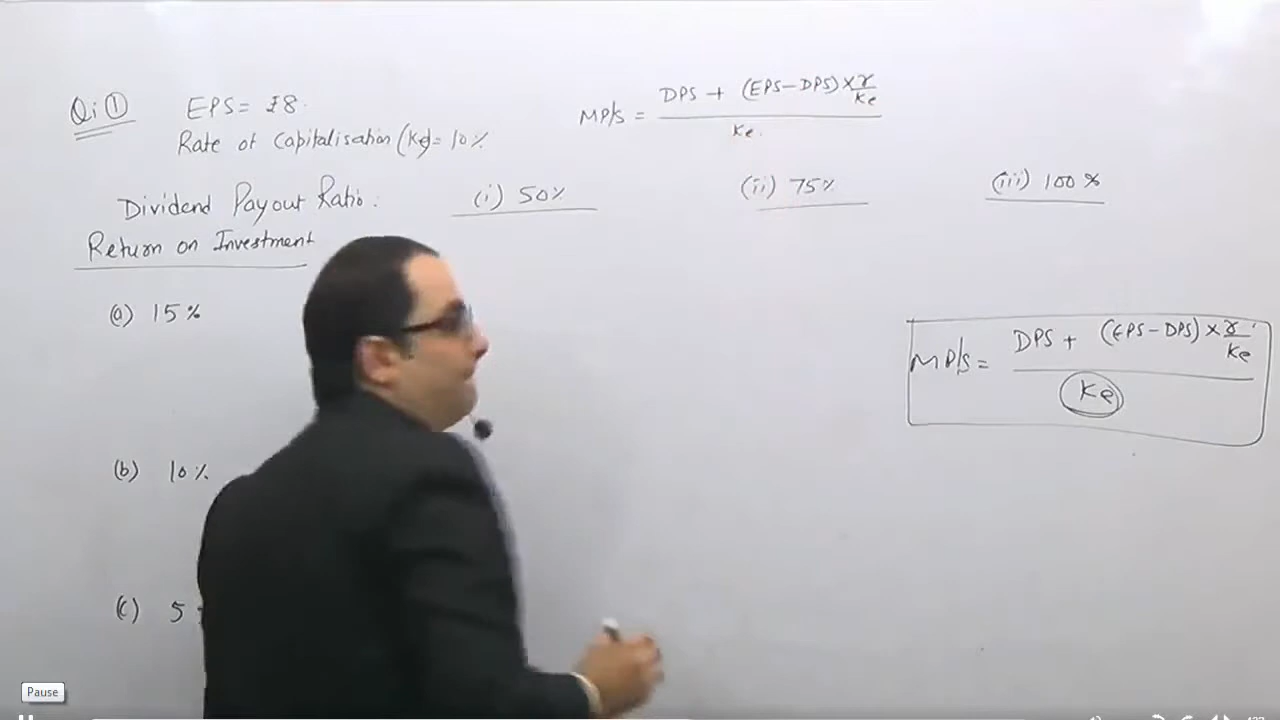 Qi ① EPS = ₹8.
Rate of Capitalisation (Ke) = 10%
MP/s = DPS + (EPS-DPS) × r/Ke
Ke.
Dividend Payout Ratio : (i) 50% (ii) 75% (iii) 100%
Return on Investment
(a) 15%
MP/s = DPS + (EPS-DPS) × r/Ke
Ke
(b) 10%
(c) 5
Pause